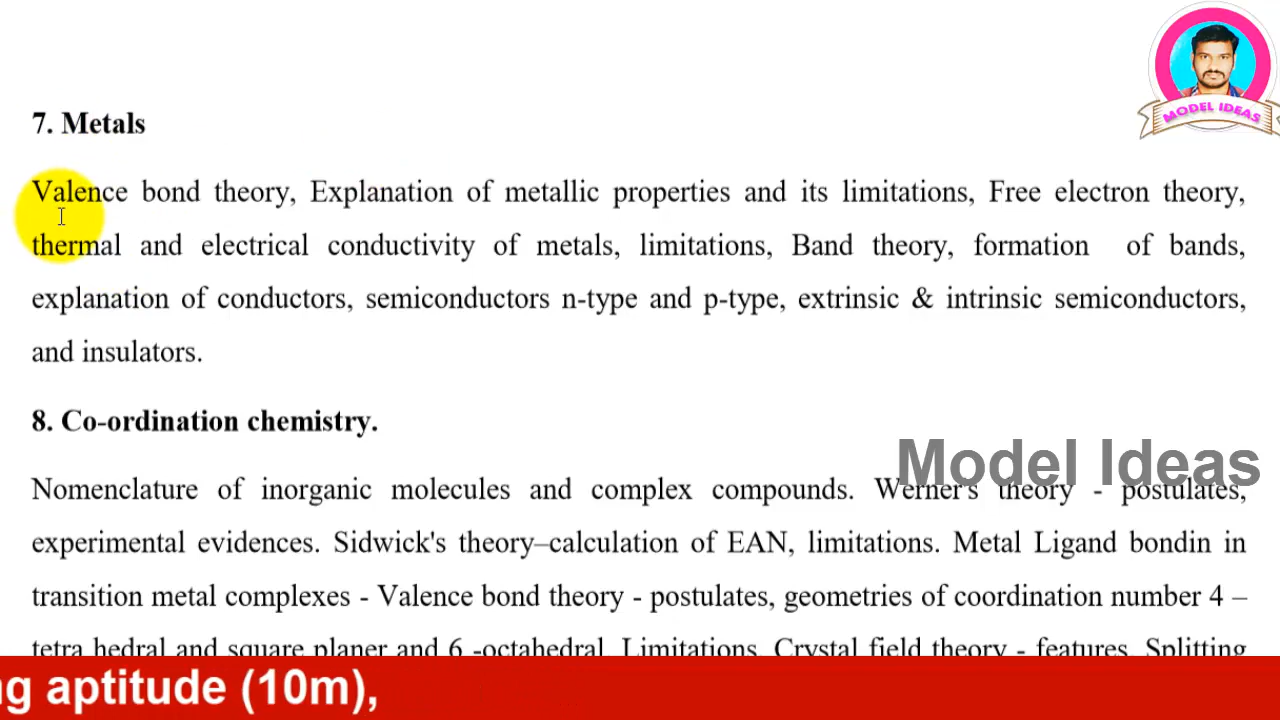 MODEL IDEAS
7. Metals
Valence bond theory, Explanation of metallic properties and its limitations, Free electron theory,
thermal and electrical conductivity of metals, limitations, Band theory, formation of bands,
explanation of conductors, semiconductors n-type and p-type, extrinsic & intrinsic semiconductors,
and insulators.
8. Co-ordination chemistry.
Model Ideas
Nomenclature of inorganic molecules and complex compounds. Werner's theory - postulates,
experimental evidences. Sidwick's theory–calculation of EAN, limitations. Metal Ligand bondin in
transition metal complexes - Valence bond theory - postulates, geometries of coordination number 4 –
tetra hedral and square planer and 6 -octahedral. Limitations. Crystal field theory - features, Splitting
ng aptitude (10m),